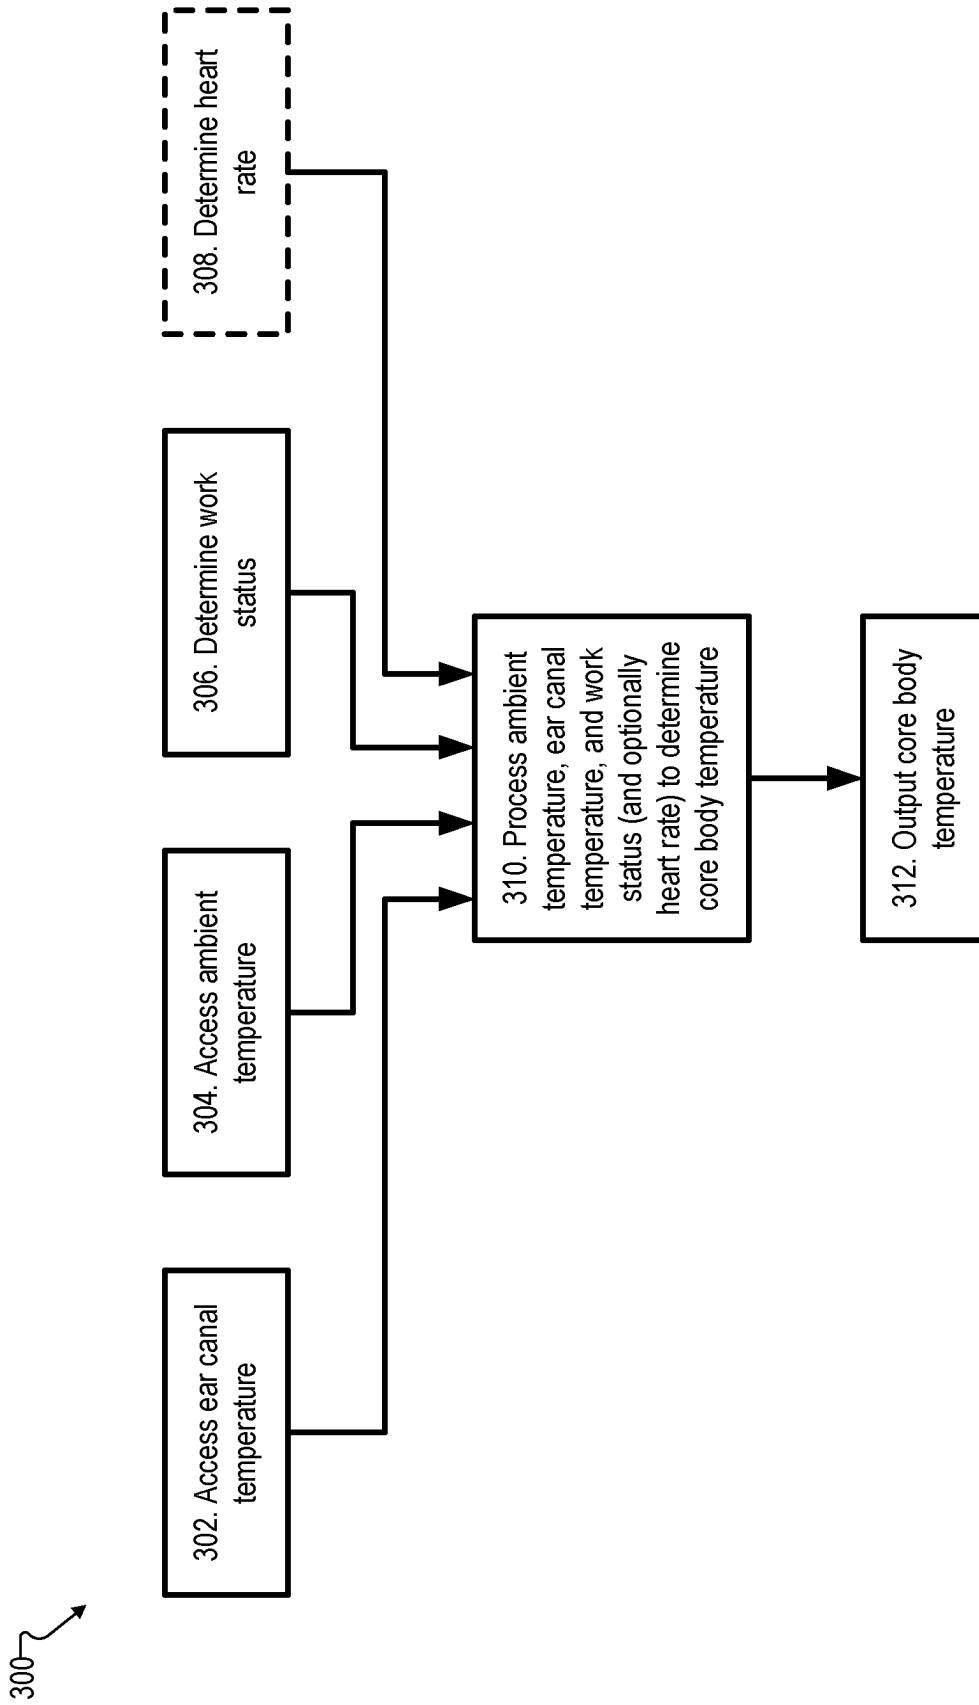 300
302. Access ear canal
temperature
304. Access ambient
temperature
306. Determine work
status
308. Determine heart
rate
310. Process ambient
temperature, ear canal
temperature, and work
status (and optionally
heart rate) to determine
core body temperature
312. Output core body
temperature